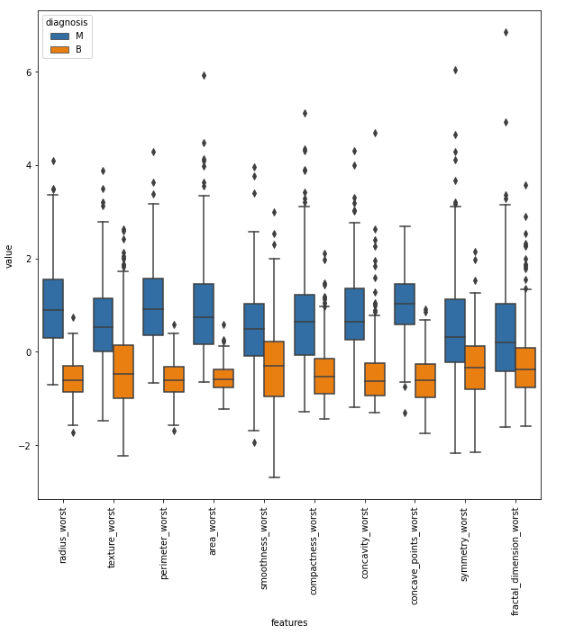 diagnosis
M
B
6
4
2
0
−2
value
radius_worst
texture_worst
perimeter_worst
area_worst
smoothness_worst
compactness_worst
concavity_worst
concave_points_worst
symmetry_worst
fractal_dimension_worst
features